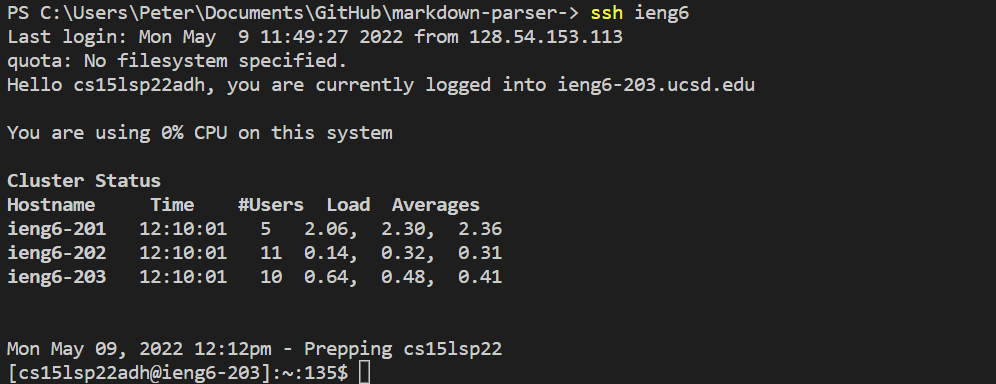 PS C:\Users\Peter\Documents\GitHub\markdown-parser-> ssh ieng6
Last login: Mon May  9 11:49:27 2022 from 128.54.153.113
quota: No filesystem specified.
Hello cs15lsp22adh, you are currently logged into ieng6-203.ucsd.edu
You are using 0% CPU on this system
Cluster Status
Hostname     Time    #Users  Load  Averages
ieng6-201   12:10:01   5   2.06,  2.30,  2.36
ieng6-202   12:10:01   11  0.14,  0.32,  0.31
ieng6-203   12:10:01   10  0.64,  0.48,  0.41
Mon May 09, 2022 12:12pm - Prepping cs15lsp22
[cs15lsp22adh@ieng6-203]:~:135$